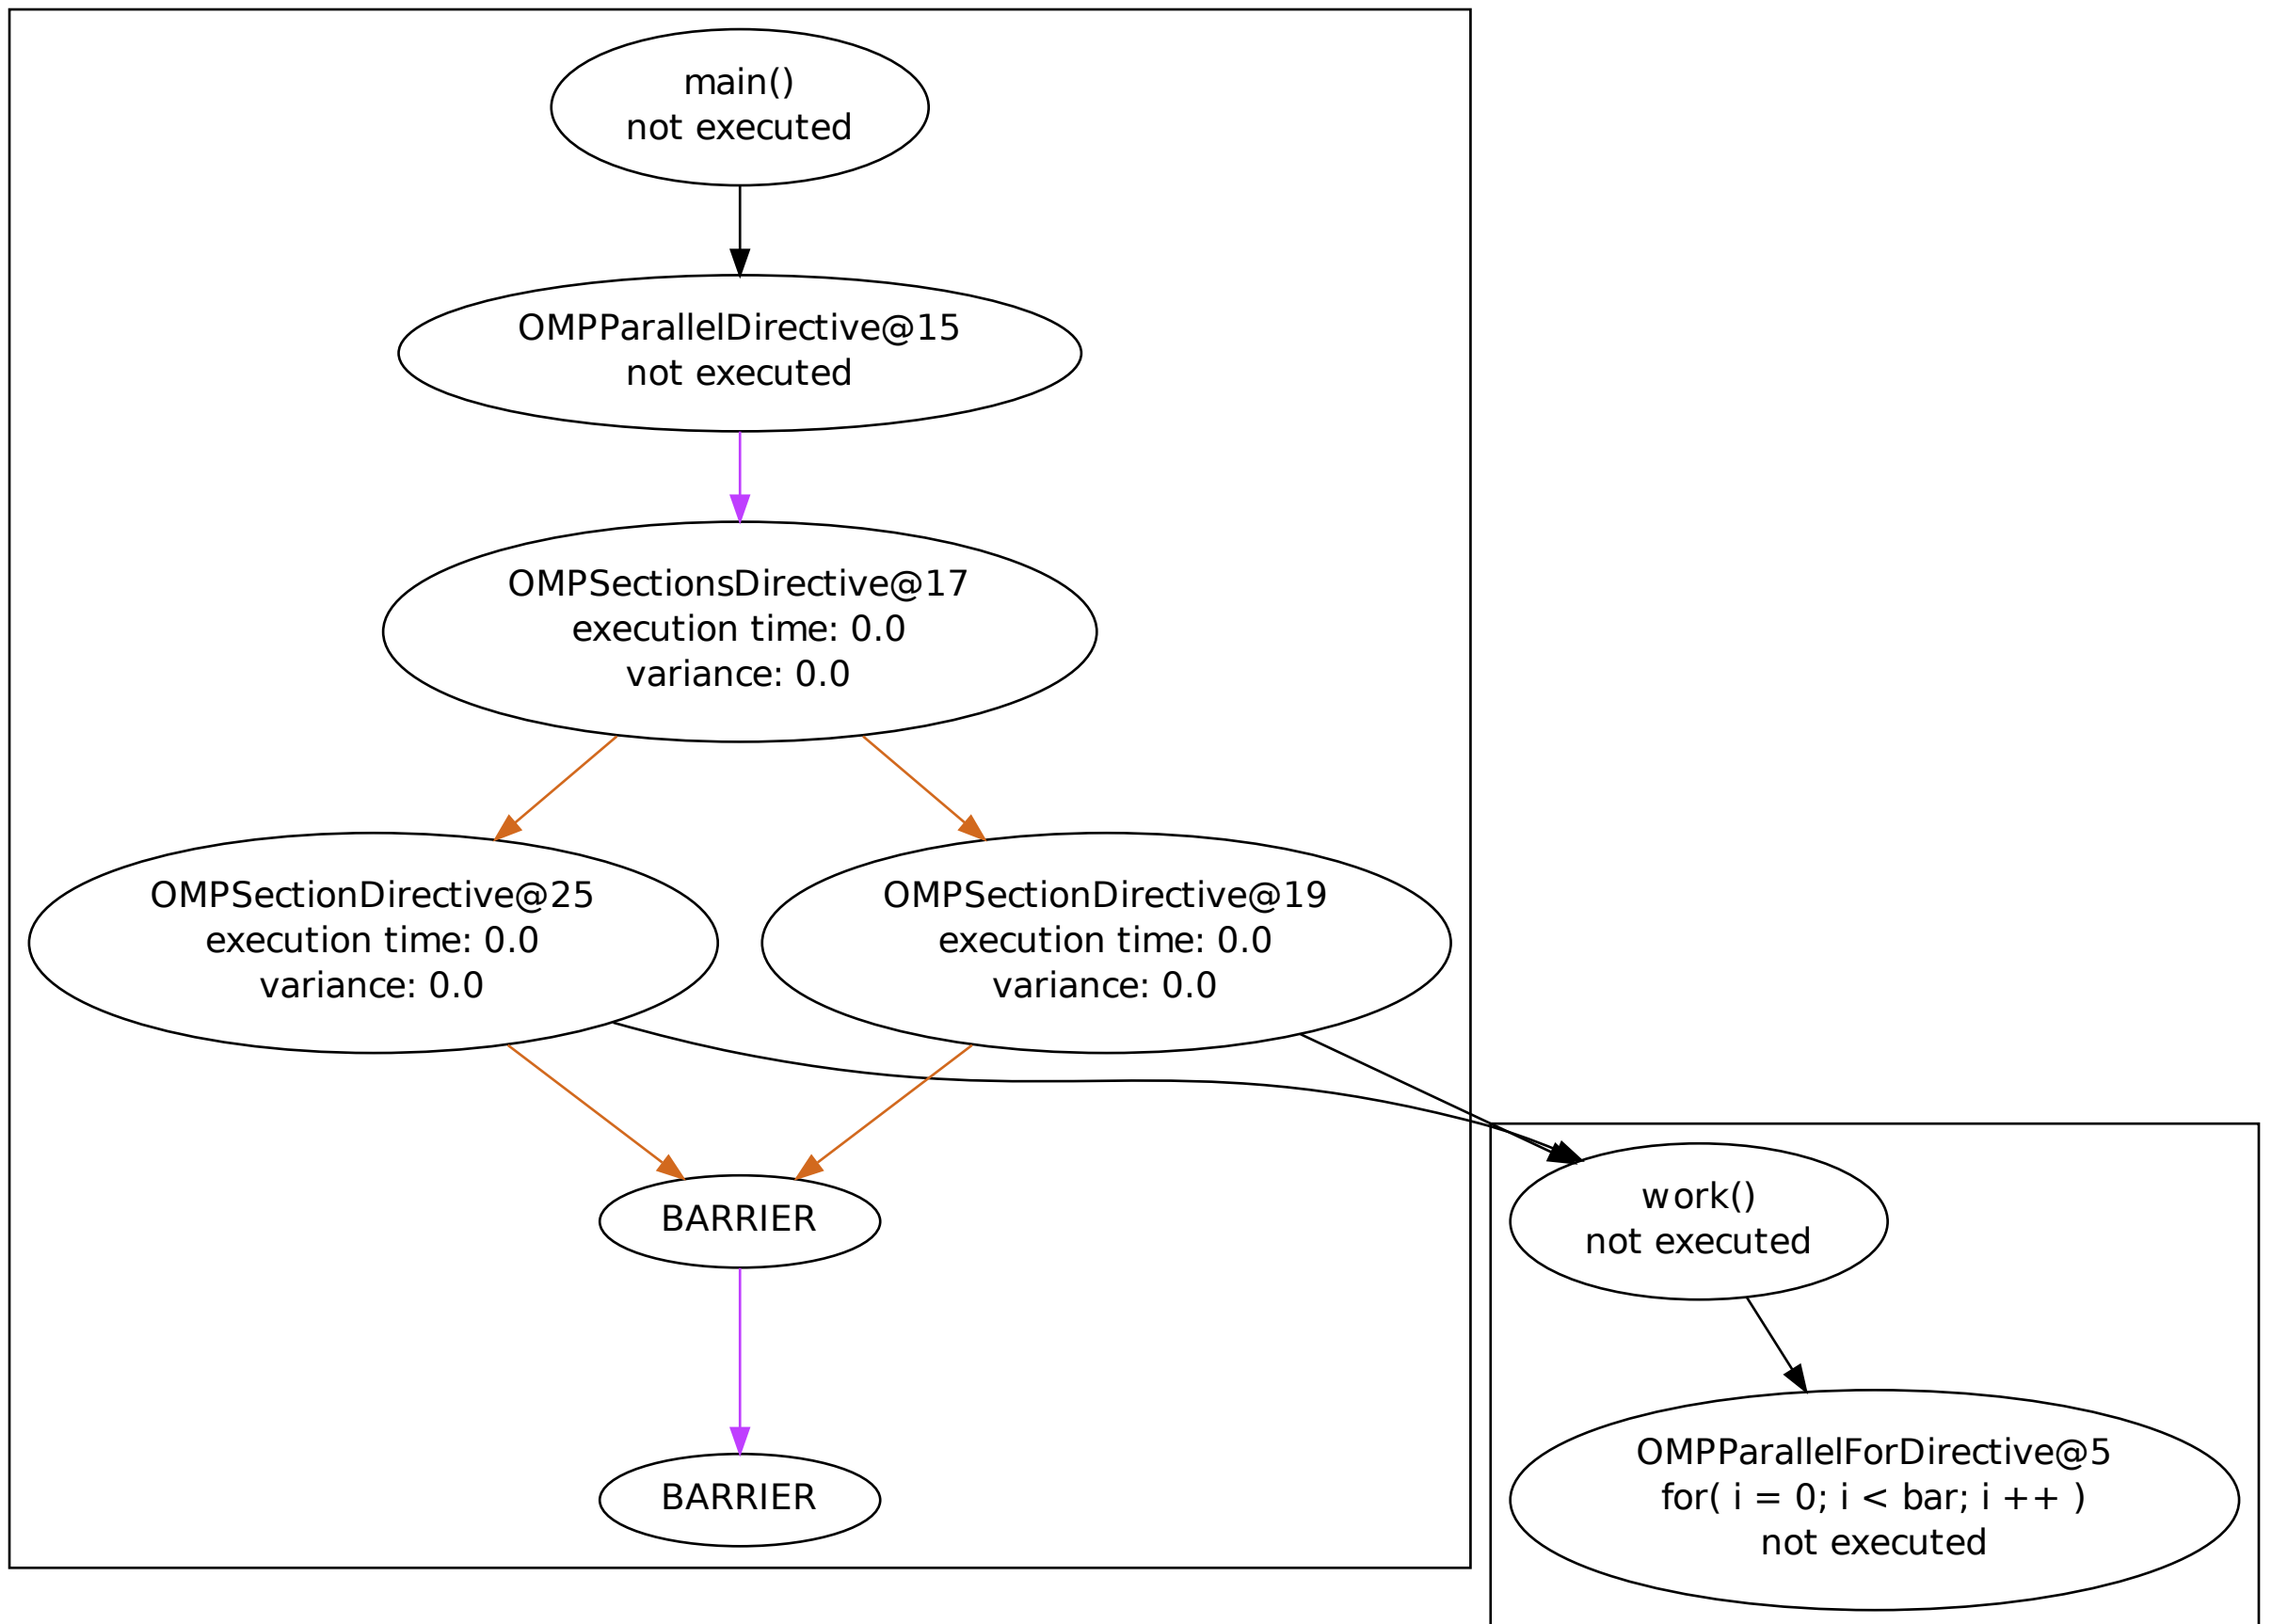 main()
not executed
OMPParallelDirective@15
not executed
OMPSectionsDirective@17
execution time: 0.0
variance: 0.0
OMPSectionDirective@25
execution time: 0.0
variance: 0.0
OMPSectionDirective@19
execution time: 0.0
variance: 0.0
BARRIER
work()
not executed
BARRIER
OMPParallelForDirective@5
for( i = 0; i < bar; i ++ )
not executed